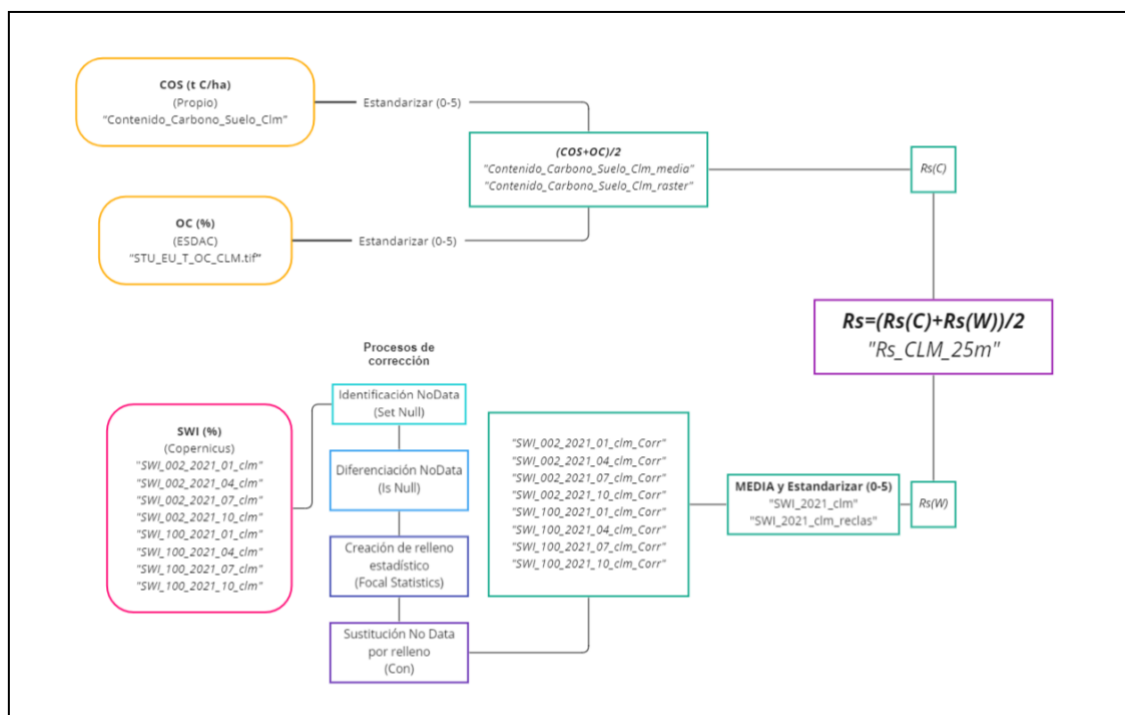 COS (t C/ha)
(Propio)
"Contenido_Carbono_Suelo_Clm"
Estandarizar (0-5)
(COS+OC)/2
"Contenido_Carbono_Suelo_Clm_media"
"Contenido_Carbono_Suelo_Clm_raster"
Rs(C)
OC (%)
(ESDAC)
"STU_EU_T_OC_CLM.tif"
Estandarizar (0-5)
Rs=(Rs(C)+Rs(W))/2
"Rs_CLM_25m"
Procesos de
corrección
Identificación NoData
(Set Null)
Diferenciación NoData
(Is Null)
Creación de relleno
estadístico
(Focal Statistics)
Sustitución No Data
por relleno
(Con)
SWI (%)
(Copernicus)
"SWI_002_2021_01_clm"
"SWI_002_2021_04_clm"
"SWI_002_2021_07_clm"
"SWI_002_2021_10_clm"
"SWI_100_2021_01_clm"
"SWI_100_2021_04_clm"
"SWI_100_2021_07_clm"
"SWI_100_2021_10_clm"
"SWI_002_2021_01_clm_Corr"
"SWI_002_2021_04_clm_Corr"
"SWI_002_2021_07_clm_Corr"
"SWI_002_2021_10_clm_Corr"
"SWI_100_2021_01_clm_Corr"
"SWI_100_2021_04_clm_Corr"
"SWI_100_2021_07_clm_Corr"
"SWI_100_2021_10_clm_Corr"
MEDIA y Estandarizar (0-5)
"SWI_2021_clm"
"SWI_2021_clm_reclas"
Rs(W)